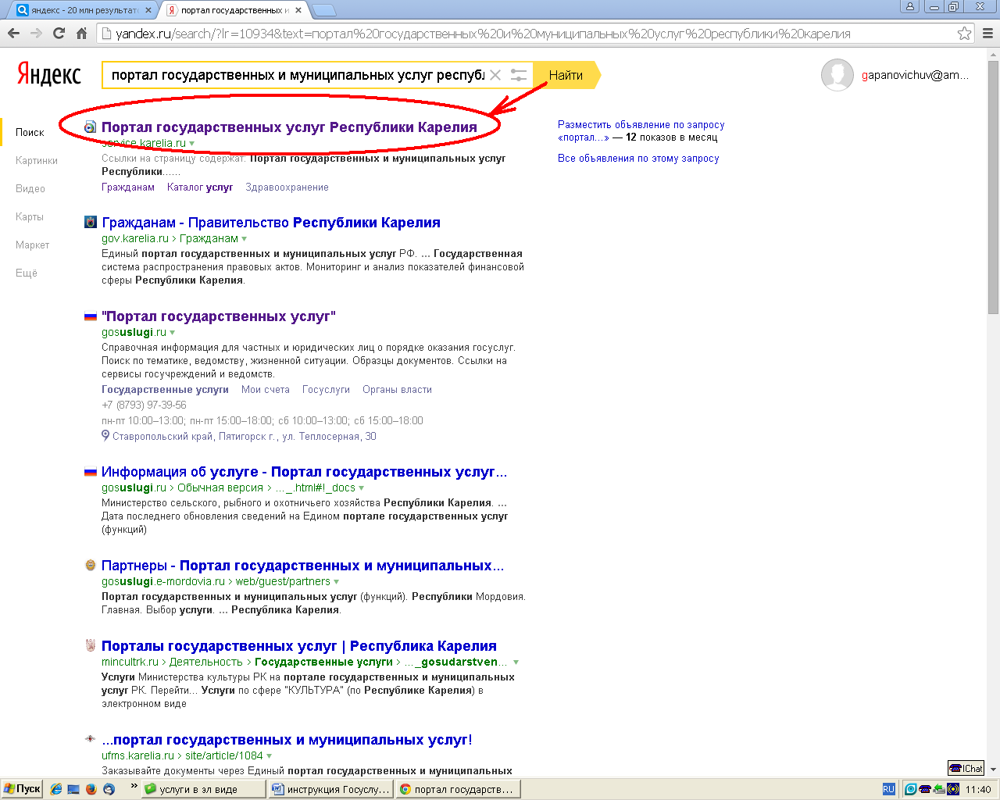 яндекс - 20 млн результат
портал государственных и
yandex.ru/search/?lr=10934&text=портал%20государственных%20и%20муниципальных%20услуг%20республики%20карелия
Яндекс
портал государственных и муниципальных услуг республ
Найти
gapanovichuv@am...
Поиск
Картинки
Видео
Карты
Маркет
Ещё
Портал государственных услуг Республики Карелия
service.karelia.ru
Ссылки на страницу содержат: Портал государственных и муниципальных услуг
Республики......
Гражданам Каталог услуг Здравоохранение
Разместить объявление по запросу
«портал...» — 12 показов в месяц
Все объявления по этому запросу
Гражданам - Правительство Республики Карелия
gov.karelia.ru › Гражданам
Единый портал государственных и муниципальных услуг РФ. ... Государственная
система распространения правовых актов. Мониторинг и анализ показателей финансовой
сферы Республики Карелия.
"Портал государственных услуг"
gosuslugi.ru
Справочная информация для частных и юридических лиц о порядке оказания госуслуг.
Поиск по тематике, ведомству, жизненной ситуации. Образцы документов. Ссылки на
сервисы госучреждений и ведомств.
Государственные услуги Мои счета Госуслуги Органы власти
+7 (8793) 97-39-56
пн-пт 10:00–13:00; пн-пт 15:00–18:00; сб 10:00–13:00; сб 15:00–18:00
Ставропольский край, Пятигорск г., ул. Теплосерная, 30
Информация об услуге - Портал государственных услуг...
gosuslugi.ru › Обычная версия › ..._.html#!_docs
Министерство сельского, рыбного и охотничьего хозяйства Республики Карелия. ...
Дата последнего обновления сведений на Едином портале государственных услуг
(функций)
Партнеры - Портал государственных и муниципальных...
gosuslugi.e-mordovia.ru › web/guest/partners
Портал государственных и муниципальных услуг (функций). Республики Мордовия.
Главная. Выбор услуги. ... Республика Карелия.
Порталы государственных услуг | Республика Карелия
mincultrk.ru › Деятельность › Государственные услуги › ..._gosudarstven...
Услуги Министерства культуры РК на портале государственных и муниципальных
услуг РК. Перейти... Услуги по сфере "КУЛЬТУРА" (по Республике Карелия) в
электронном виде
...портал государственных и муниципальных услуг!
ufms.karelia.ru › site/article/1084
Заказывайте документы через Единый портал государственных и муниципальных
IChat
Пуск
»
услуги в эл виде
инструкция Госуслу...
портал государств...
RU
11:40